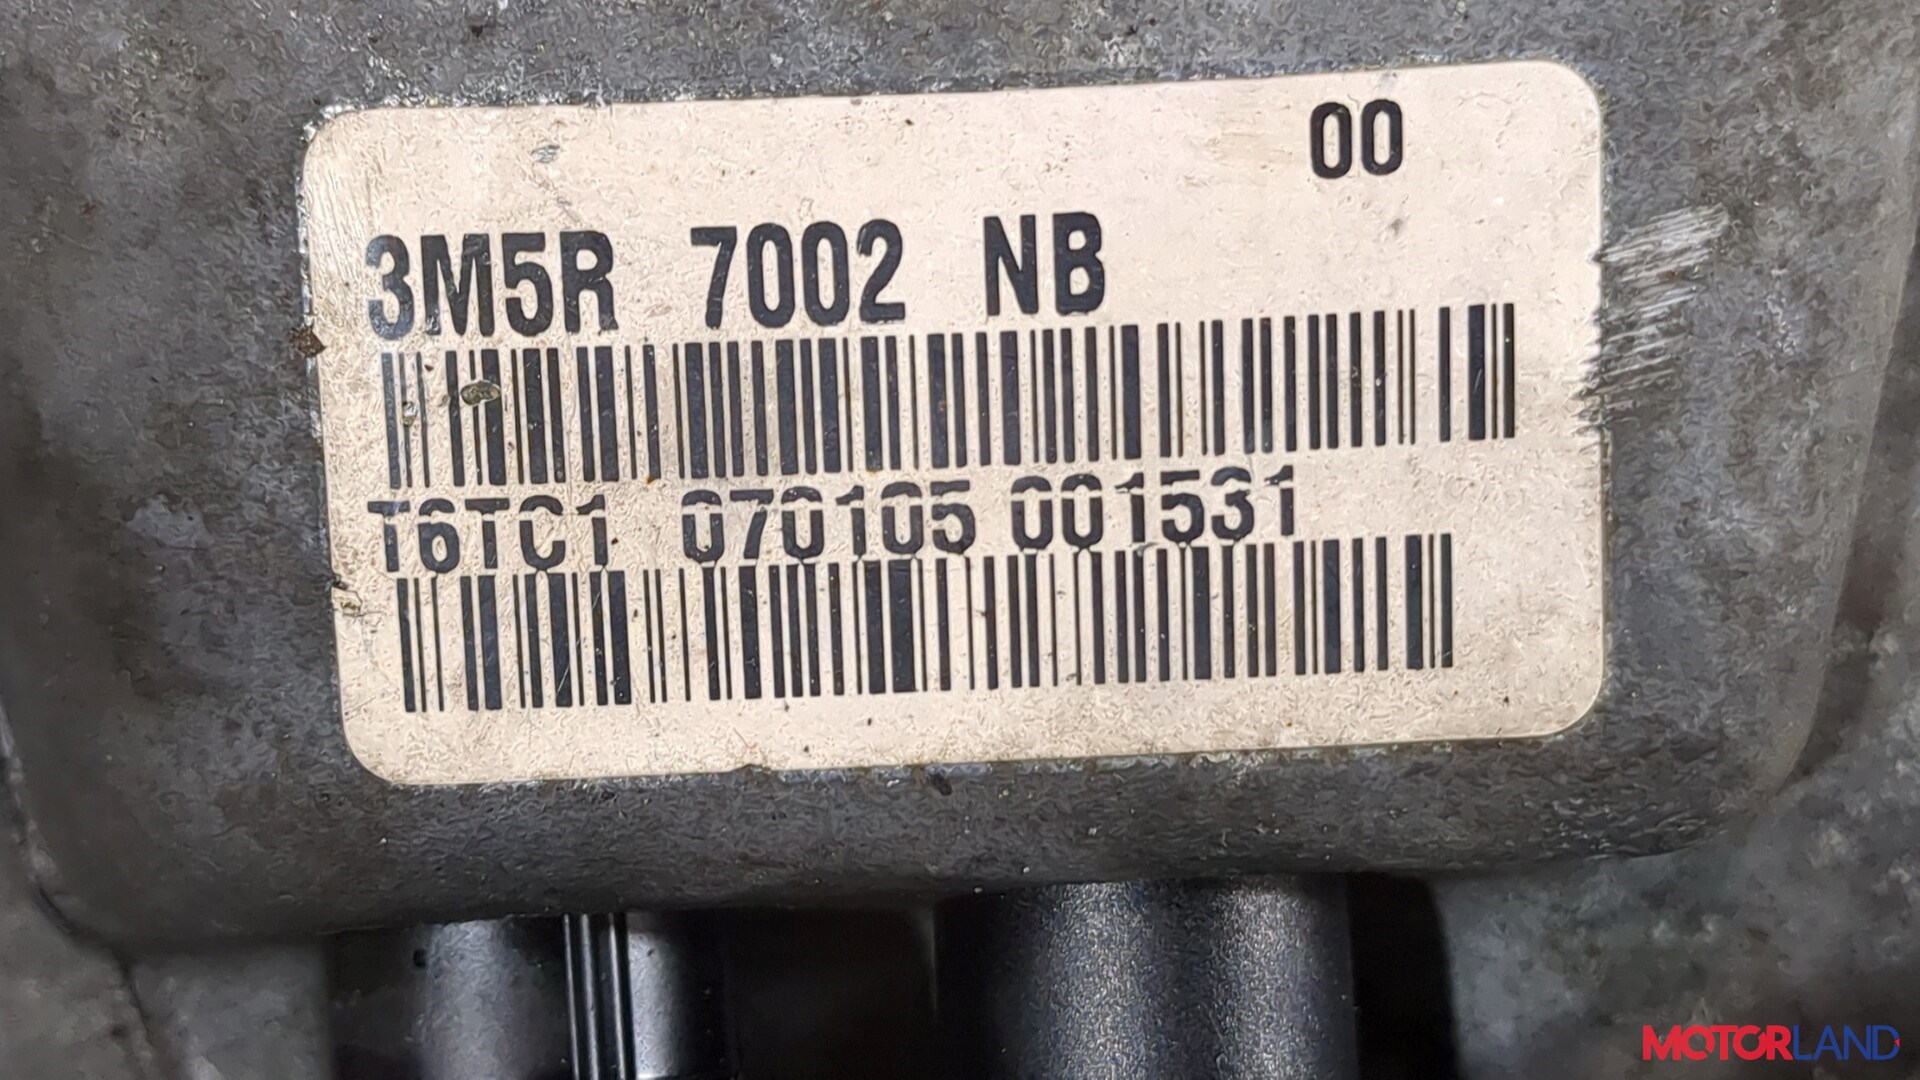 00
3M5R 7002 NB
T6TC1 070105 001531
MOTORLAND